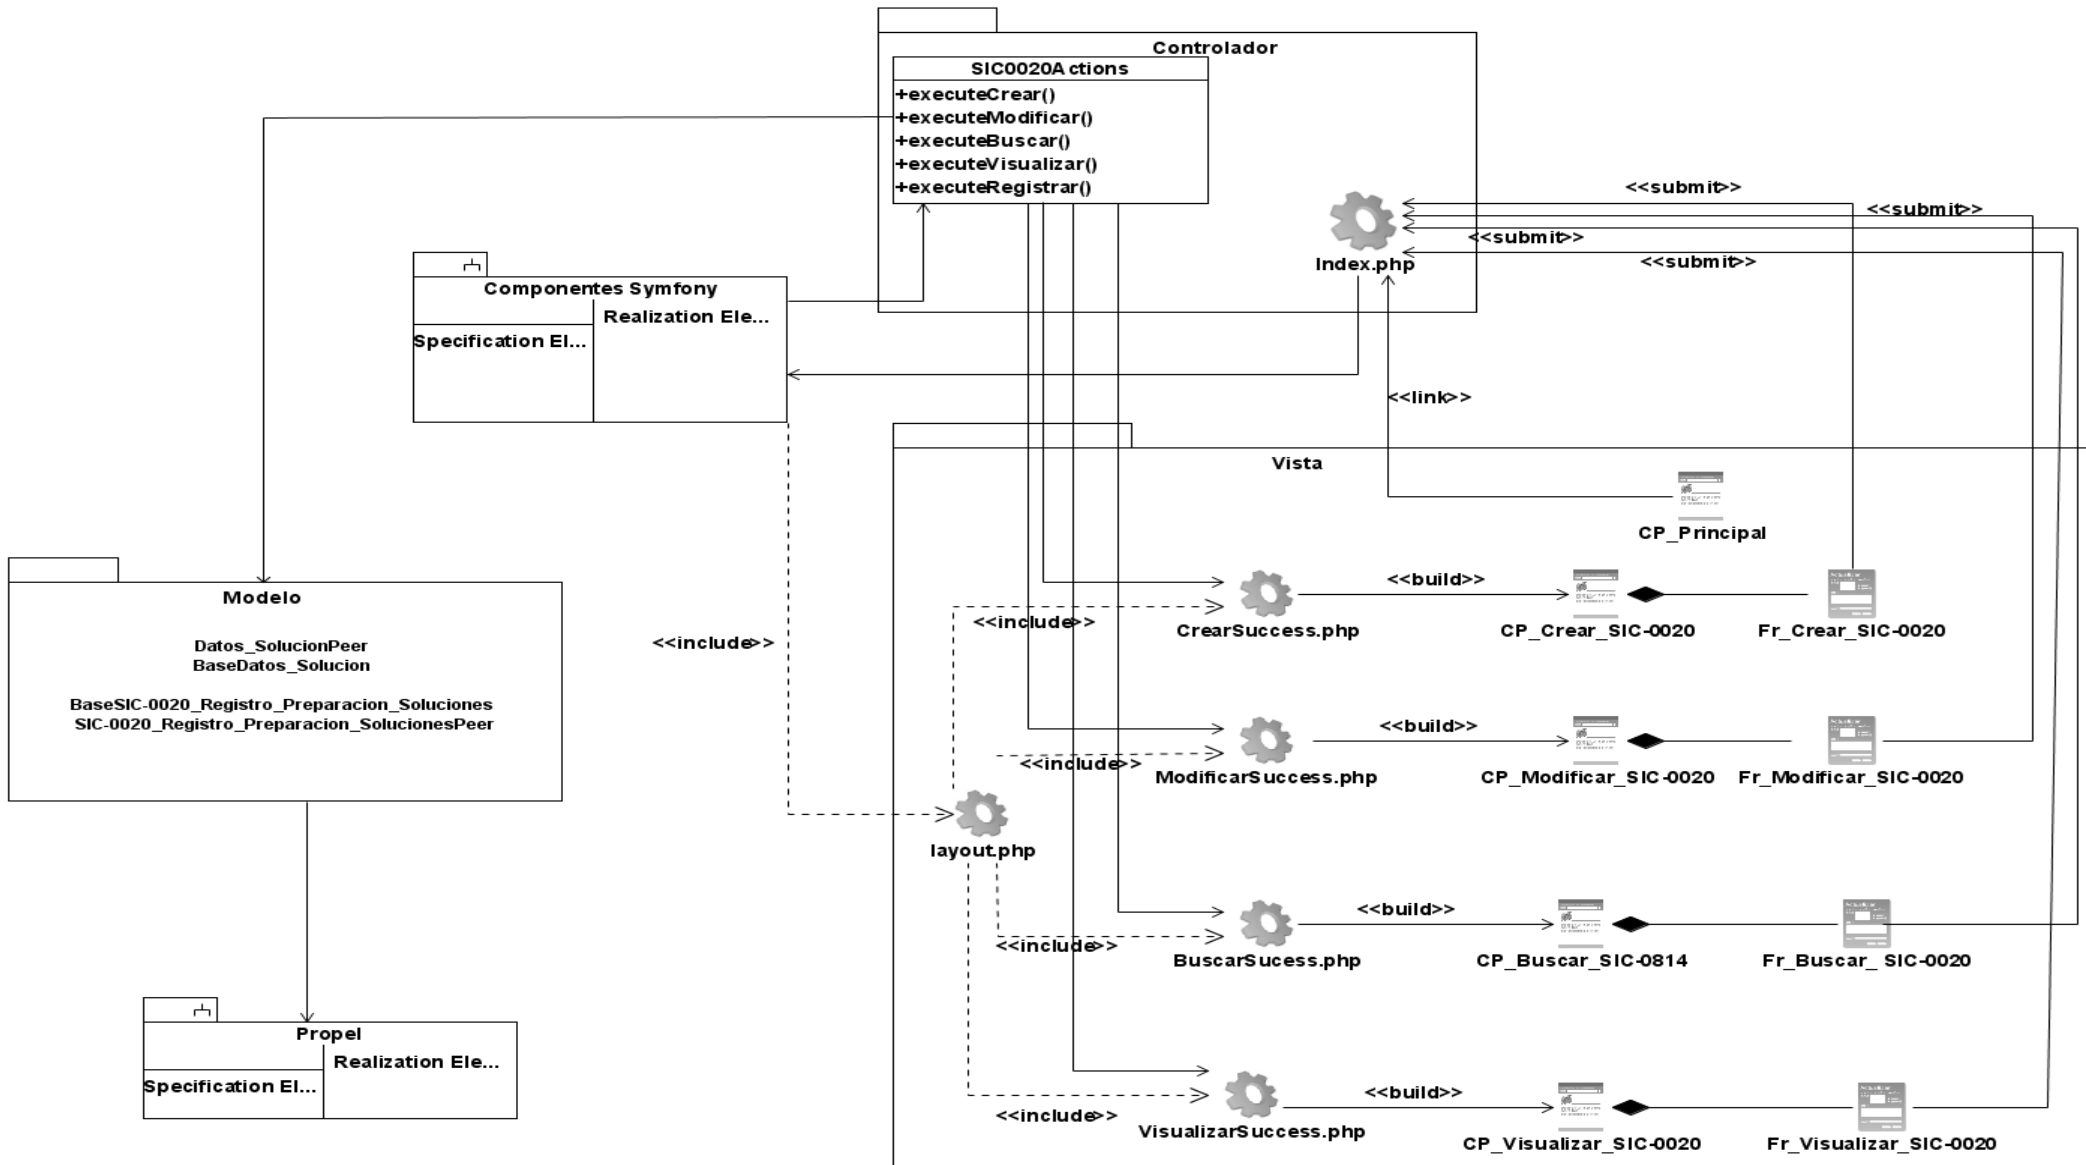 Controlador
SIC0020Actions
+executeCrear()
+executeModificar()
+executeBuscar()
+executeVisualizar()
+executeRegistrar()
<<submit>>
<<submit>>
<<submit>>
<<submit>>
Index.php
Componentes Symfony
Realization Ele...
Specification El...
<<link>>
Vista
CP_Principal
Modelo
Datos_SolucionPeer
BaseDatos_Solucion
BaseSIC-0020_Registro_Preparacion_Soluciones
SIC-0020_Registro_Preparacion_SolucionesPeer
<<include>>
<<include>>
<<build>>
CrearSuccess.php
CP_Crear_SIC-0020
Fr_Crear_SIC-0020
<<build>>
<<include>>
ModificarSuccess.php
CP_Modificar_SIC-0020
Fr_Modificar_SIC-0020
layout.php
<<build>>
<<include>>
BuscarSucess.php
CP_Buscar_SIC-0814
Fr_Buscar_ SIC-0020
Propel
Realization Ele...
Specification El...
<<build>>
<<include>>
VisualizarSuccess.php
CP_Visualizar_SIC-0020
Fr_Visualizar_SIC-0020